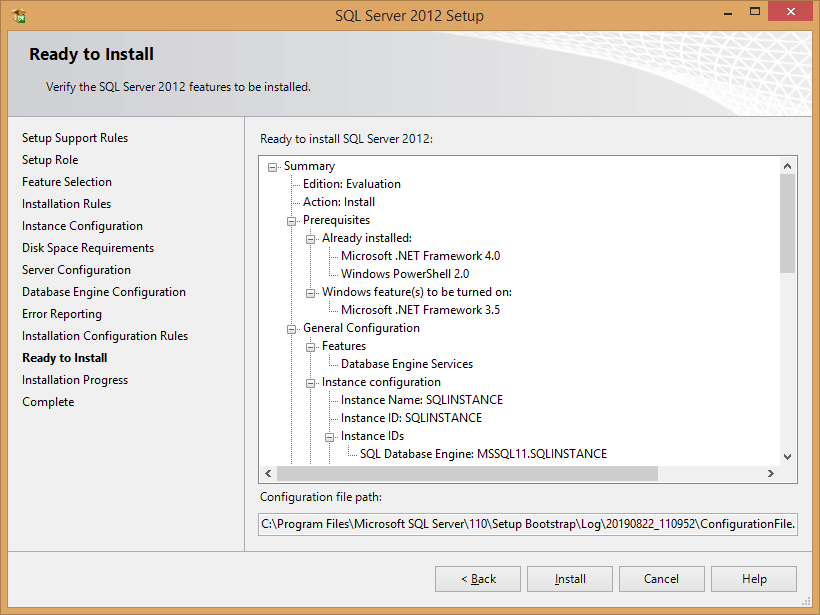 SQL Server 2012 Setup
Ready to Install
Verify the SQL Server 2012 features to be installed.
Setup Support Rules
Setup Role
Feature Selection
Installation Rules
Instance Configuration
Disk Space Requirements
Server Configuration
Database Engine Configuration
Error Reporting
Installation Configuration Rules
Ready to Install
Installation Progress
Complete
Ready to install SQL Server 2012:
Summary
Edition: Evaluation
Action: Install
Prerequisites
Already installed:
Microsoft .NET Framework 4.0
Windows PowerShell 2.0
Windows feature(s) to be turned on:
Microsoft .NET Framework 3.5
General Configuration
Features
Database Engine Services
Instance configuration
Instance Name: SQLINSTANCE
Instance ID: SQLINSTANCE
Instance IDs
SQL Database Engine: MSSQL11.SQLINSTANCE
Configuration file path:
C:\Program Files\Microsoft SQL Server\110\Setup Bootstrap\Log\20190822_110952\ConfigurationFile.
< Back Install Cancel Help